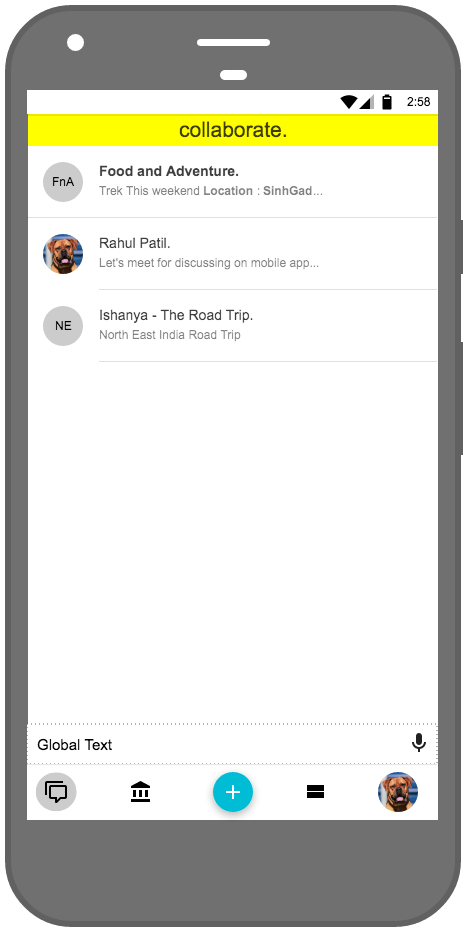 2:58
collaborate.
FnA
Food and Adventure.
Trek This weekend Location : SinhGad...
Rahul Patil.
Let's meet for discussing on mobile app...
NE
Ishanya - The Road Trip.
North East India Road Trip
Global Text